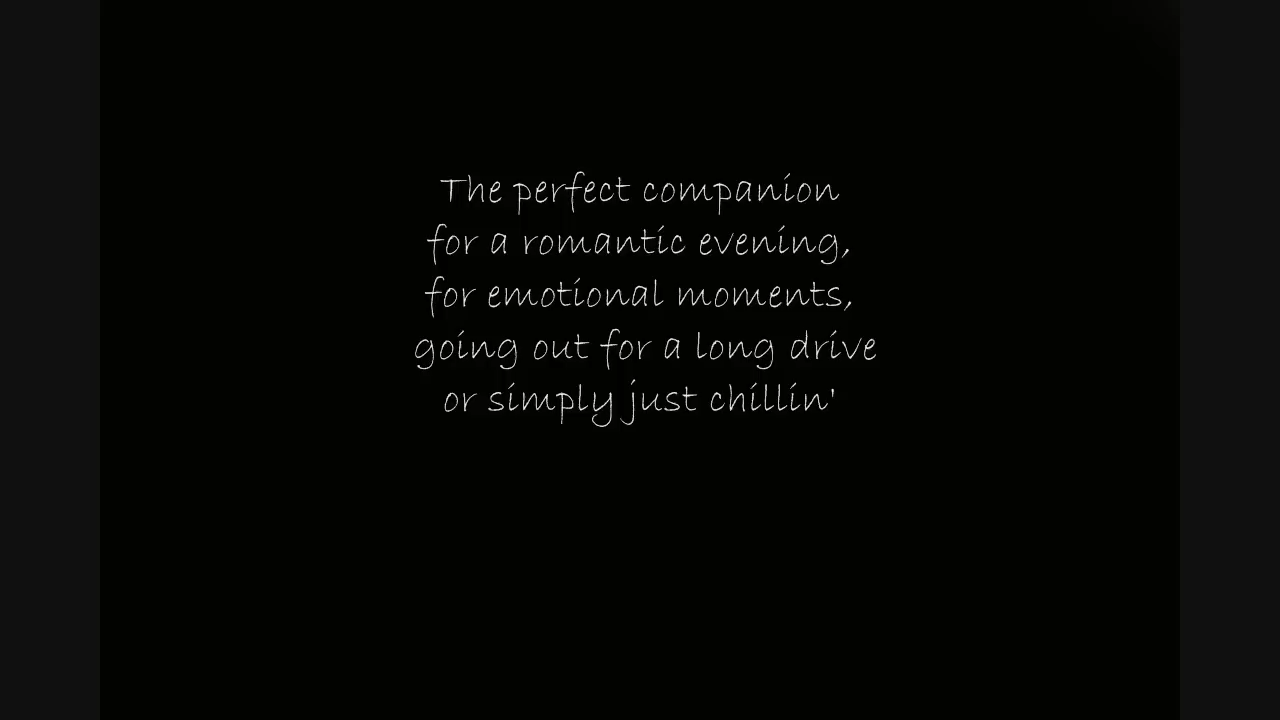 The perfect companion
for a romantic evening,
for emotional moments,
going out for a long drive
or simply just chillin'